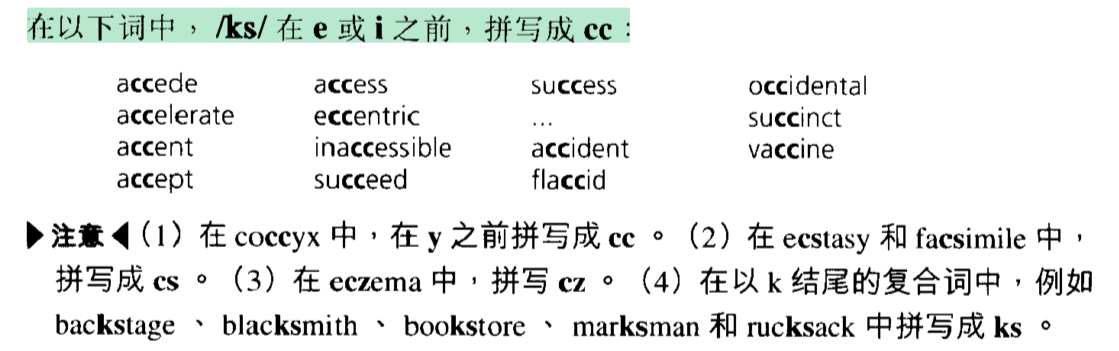 在以下词中，/ks/ 在 e 或 i 之前，拼写成 cc：
accede access success occidental
accelerate eccentric ... succinct
accent inaccessible accident vaccine
accept succeed flaccid
▶注意◀（1）在 coccyx 中，在 y 之前拼写成 cc。（2）在 ecstasy 和 facsimile 中，
拼写成 cs。（3）在 eczema 中，拼写 cz。（4）在以 k 结尾的复合词中，例如
backstage、blacksmith、bookstore、marksman 和 rucksack 中拼写成 ks。